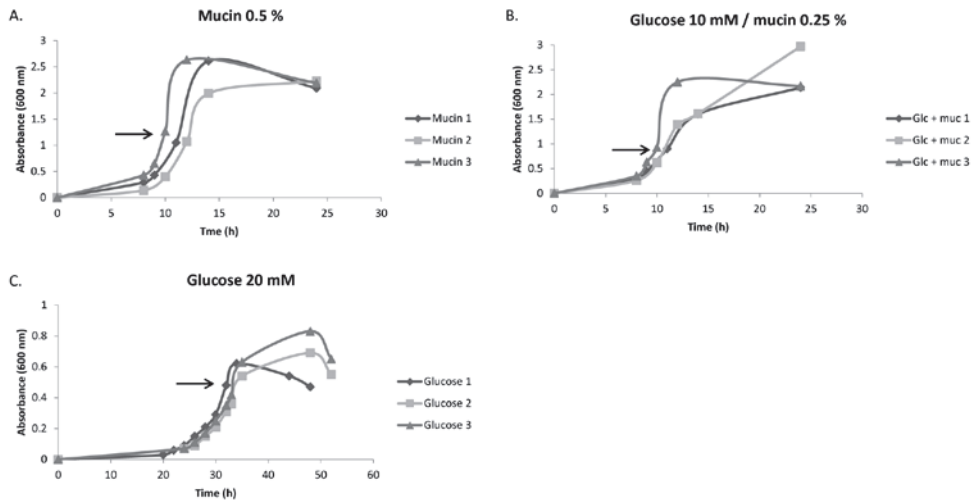 A.
Mucin 0.5 %
Absorbance (600 nm)
3
2.5
2
1.5
1
0.5
0
0 5 10 15 20 25 30
Tme (h)
Mucin 1
Mucin 2
Mucin 3
B.
Glucose 10 mM / mucin 0.25 %
Absorbance (600 nm)
3
2.5
2
1.5
1
0.5
0
0 5 10 15 20 25 30
Time (h)
Glc + muc 1
Glc + muc 2
Glc + muc 3
C.
Glucose 20 mM
Absorbance (600 nm)
1
0.8
0.6
0.4
0.2
0
0 10 20 30 40 50 60
Time (h)
Glucose 1
Glucose 2
Glucose 3